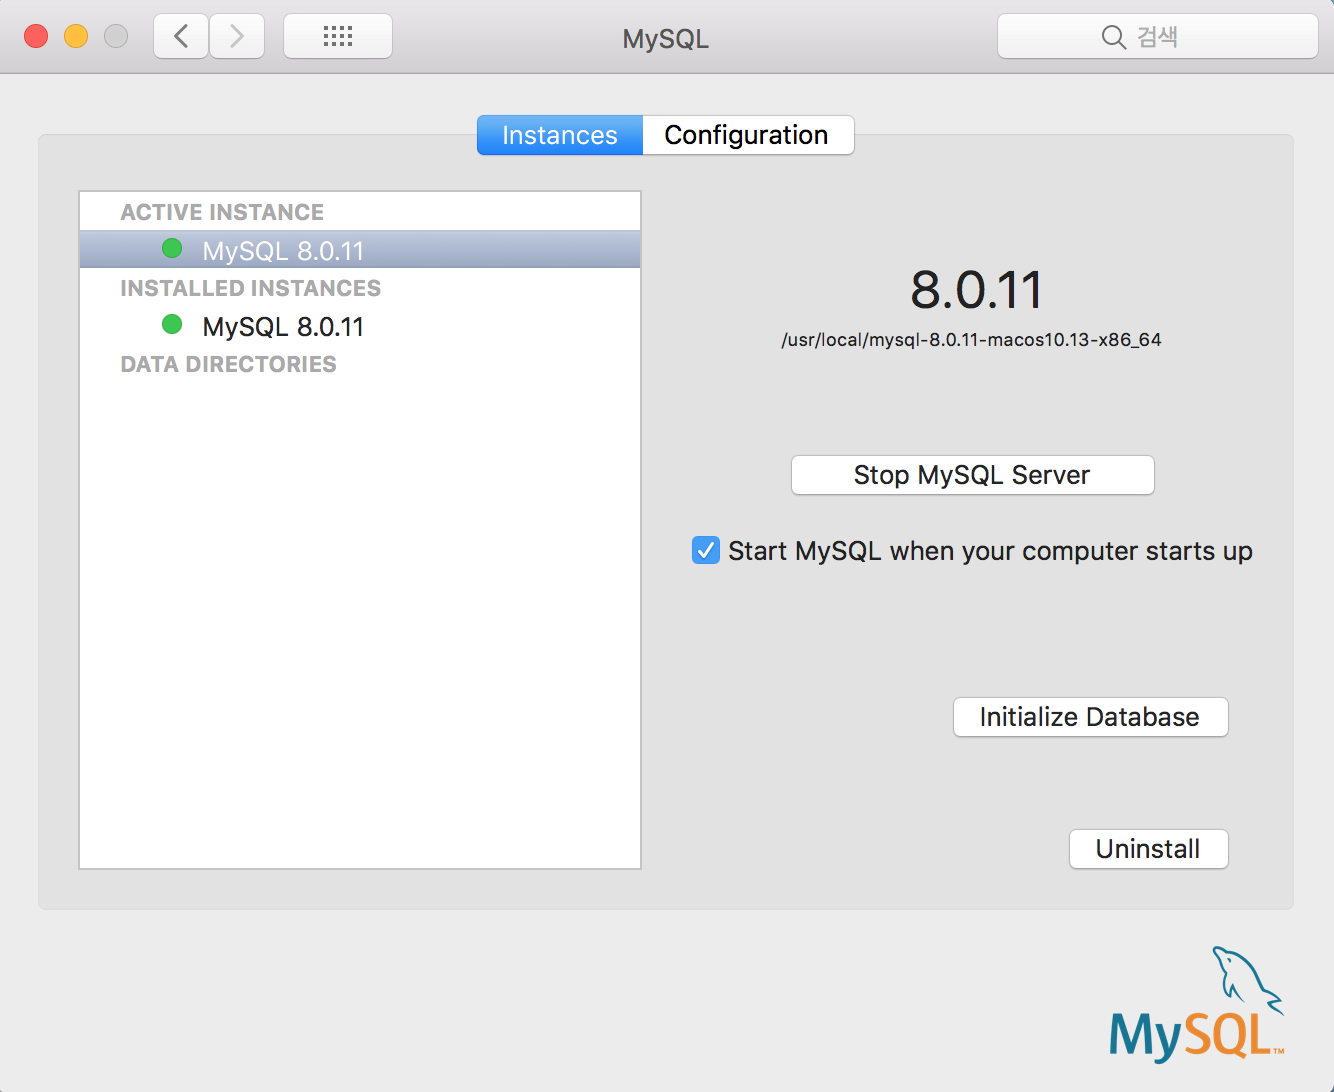 MySQL
검색
Instances
Configuration
ACTIVE INSTANCE
MySQL 8.0.11
INSTALLED INSTANCES
MySQL 8.0.11
DATA DIRECTORIES
8.0.11
/usr/local/mysql-8.0.11-macos10.13-x86_64
Stop MySQL Server
Start MySQL when your computer starts up
Initialize Database
Uninstall
MySQL™